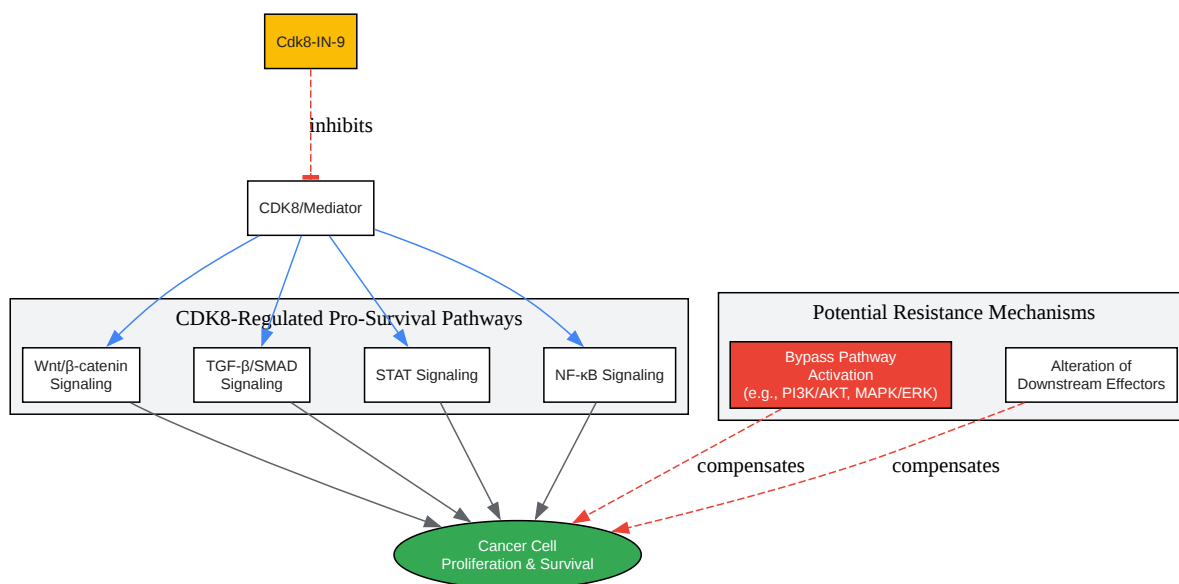 Cdk8-IN-9
inhibits
CDK8/Mediator
CDK8-Regulated Pro-Survival Pathways
Wnt/β-catenin
Signaling
TGF-β/SMAD
Signaling
STAT Signaling
NF-κB Signaling
Potential Resistance Mechanisms
Bypass Pathway
Activation
(e.g., PI3K/AKT, MAPK/ERK)
Alteration of
Downstream Effectors
compensates
compensates
Cancer Cell
Proliferation & Survival